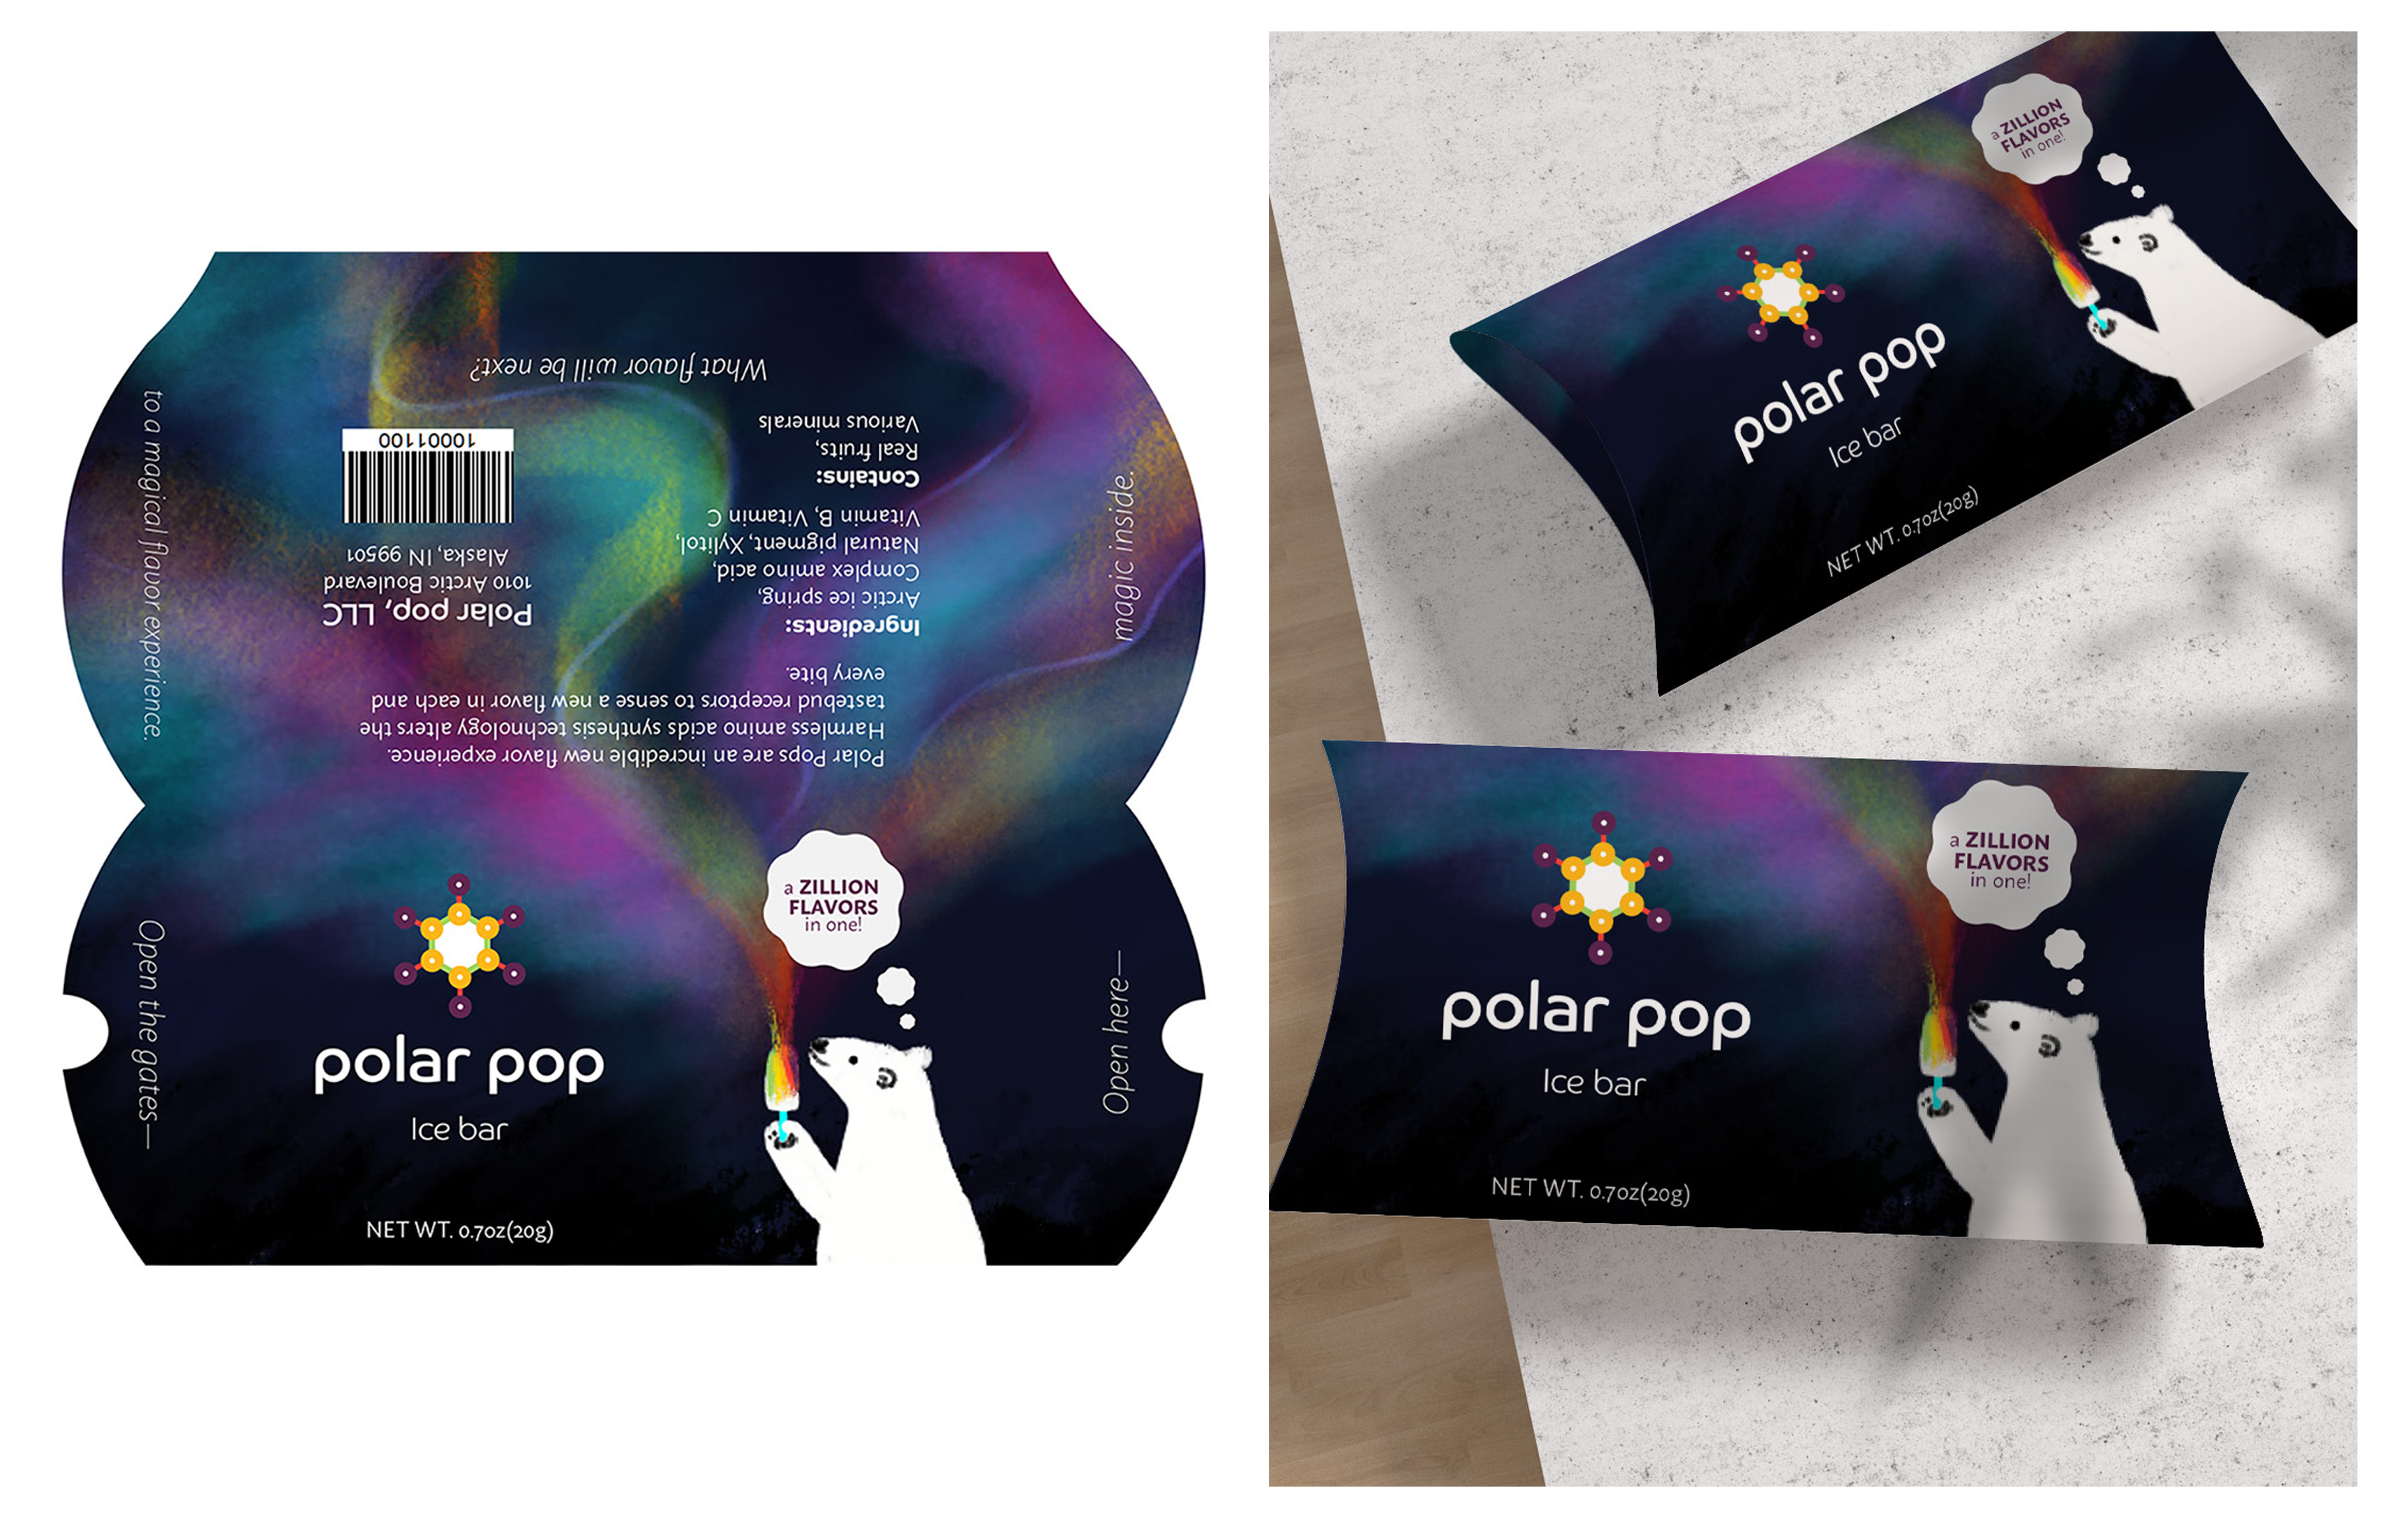 What flavor will be next?
Polar Pops are an incredible new flavor experience.
Harmless amino acids synthesis technology alters the
tastebud receptors to sense a new flavor in each and
every bite.
Ingredients:
Arctic ice spring,
Complex amino acid,
Natural pigment, Xylitol,
Vitamin B, Vitamin C
Contains:
Real fruits,
Various minerals
Polar pop, LLC
1010 Arctic Boulevard
Alaska, IN 99501
10001100
Open the gates—
to a magical flavor experience.
Open here—
magic inside.
a ZILLION
FLAVORS
in one!
polar pop
Ice bar
NET WT. 0.7oz(20g)
a ZILLION
FLAVORS
in one!
polar pop
Ice bar
NET WT. 0.7oz(20g)
a ZILLION
FLAVORS
in one!
polar pop
Ice bar
NET WT. 0.7oz(20g)